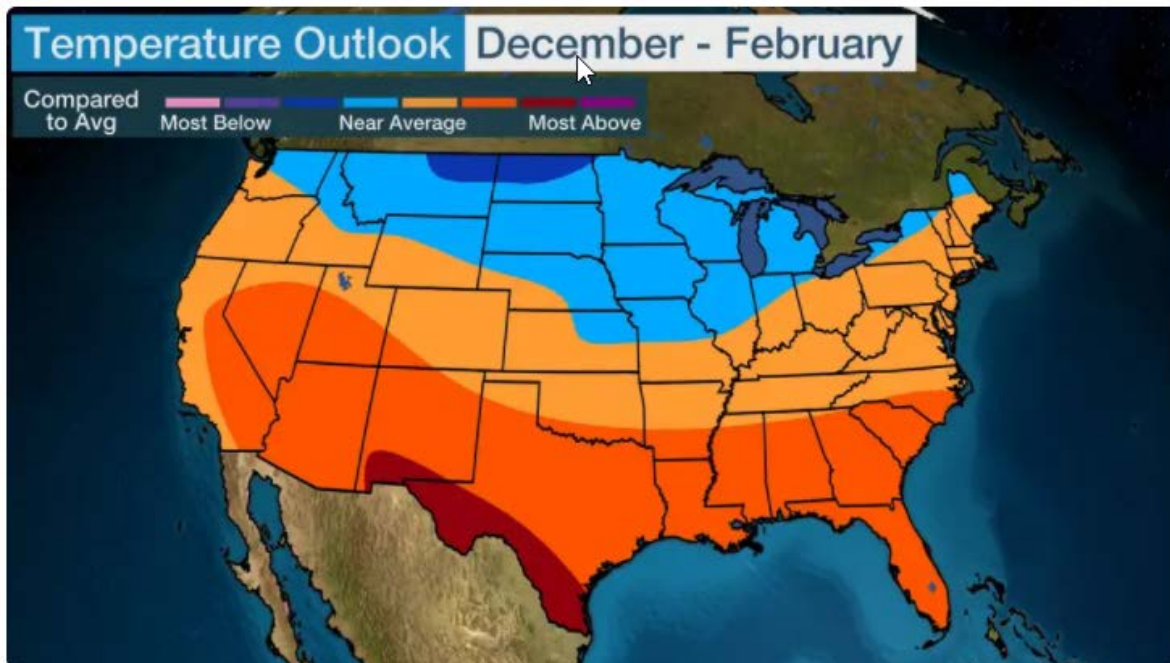 Temperature Outlook December - February
Compared
to Avg
Most Below Near Average Most Above